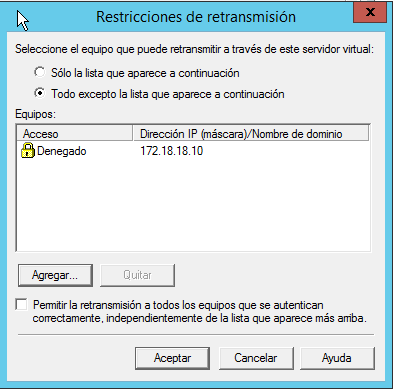 Restricciones de retransmisión
x
Seleccione el equipo que puede retransmitir a través de este servidor virtual:
Sólo la lista que aparece a continuación
Todo excepto la lista que aparece a continuación
Equipos:
Acceso Dirección IP (máscara)/Nombre de dominio
Denegado 172.18.18.10
Agregar... Quitar
Permitir la retransmisión a todos los equipos que se autentican
correctamente, independientemente de la lista que aparece más arriba.
Aceptar Cancelar Ayuda